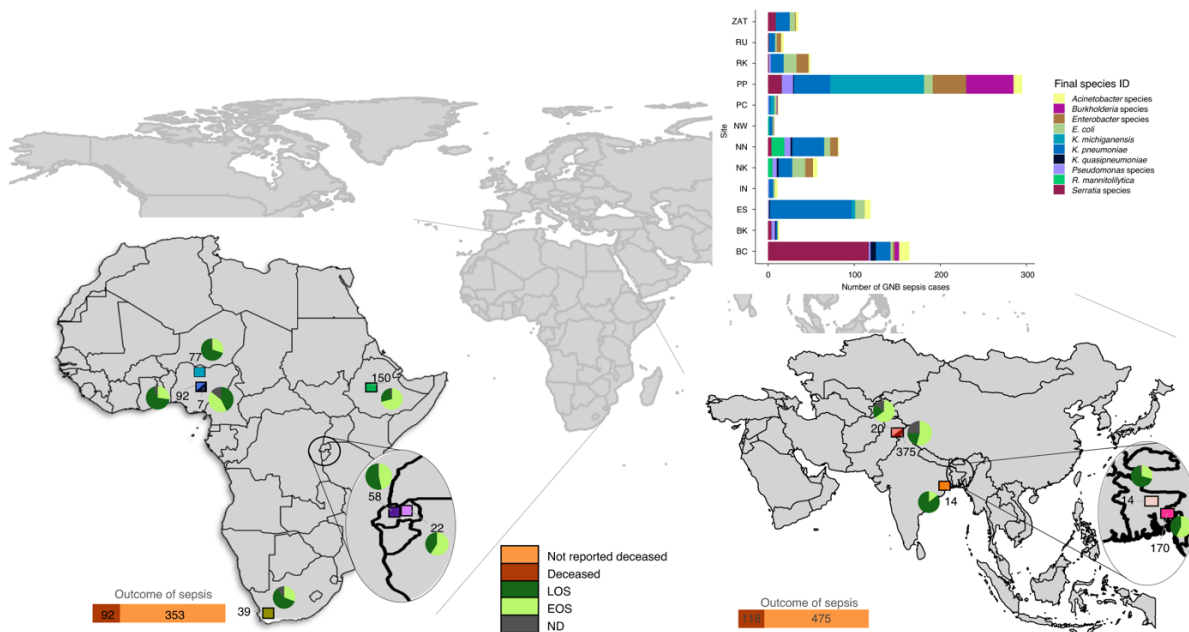 ZAT
RU
RK
PP
PC
NW
NN
NK
IN
ES
BK
BC
Site
0
100
200
300
Number of GNB sepsis cases
Final species ID
Acinetobacter species
Burkholderia species
Enterobacter species
E. coli
K. michiganensis
K. pneumoniae
K. quasipneumoniae
Pseudomonas species
R. mannitolilytica
Serratia species
77
92
7
150
58
22
39
Outcome of sepsis
92
353
Not reported deceased
Deceased
LOS
EOS
ND
20
375
14
14
170
Outcome of sepsis
118
475